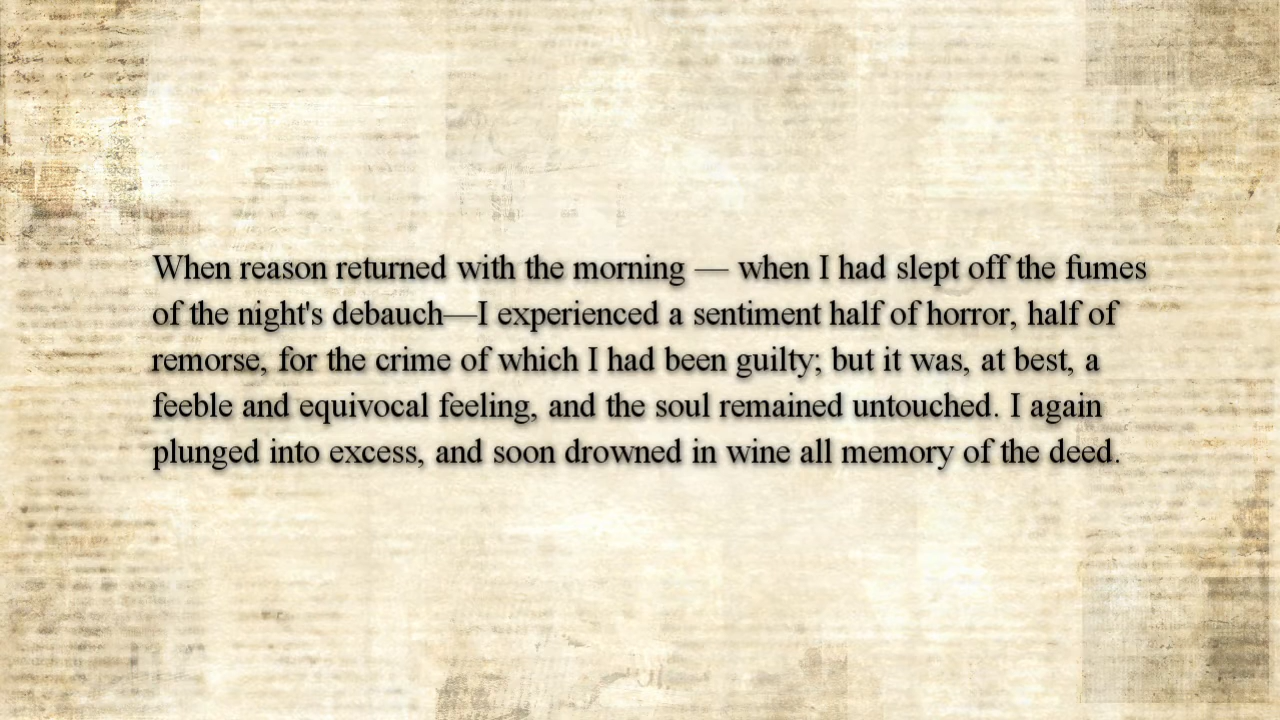 When reason returned with the morning — when I had slept off the fumes
of the night's debauch—I experienced a sentiment half of horror, half of
remorse, for the crime of which I had been guilty; but it was, at best, a
feeble and equivocal feeling, and the soul remained untouched. I again
plunged into excess, and soon drowned in wine all memory of the deed.